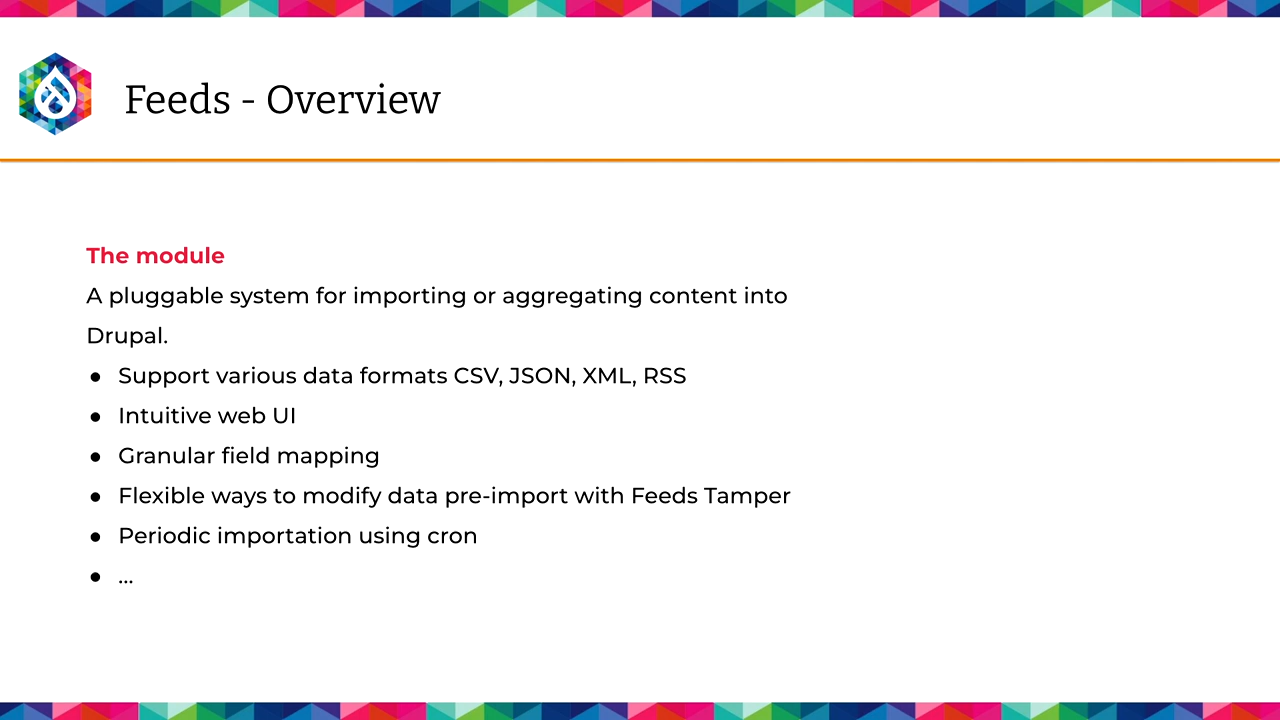 Feeds - Overview
The module
A pluggable system for importing or aggregating content into
Drupal.
● Support various data formats CSV, JSON, XML, RSS
● Intuitive web UI
● Granular field mapping
● Flexible ways to modify data pre-import with Feeds Tamper
● Periodic importation using cron
● ...